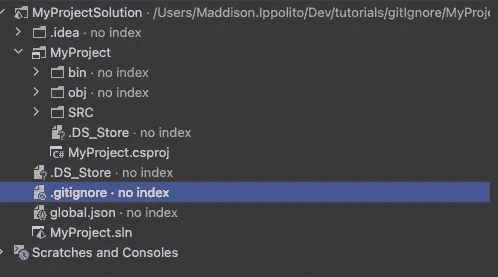 MyProjectSolution · /Users/Maddison.Ippolito/Dev/tutorials/gitIgnore/MyProje
.idea · no index
MyProject
bin · no index
obj · no index
SRC
.DS_Store · no index
C# MyProject.csproj
.DS_Store · no index
.gitignore · no index
global.json · no index
MyProject.sln
Scratches and Consoles